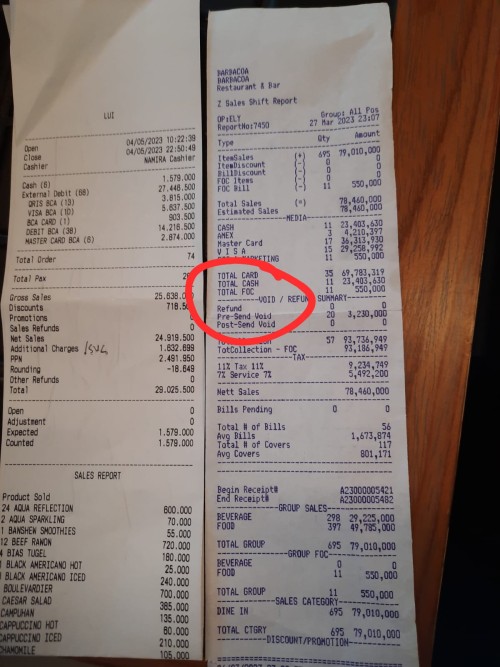 LUI
Open 04/05/2023 10:22:39
Close 04/05/2023 22:50:49
Cashier NAMIRA Cashier
Cash (6) 1.579.000
External Debit (68) 27.446.500
QRIS BCA (13) 3.815.000
VISA BCA (10) 5.637.500
BCA CARD (1) 903.500
DEBIT BCA (38) 14.216.500
MASTER CARD BCA (6) 2.874.000
Total Order 74
Total Pax
Gross Sales 25.638.0
Discounts 718.5
Promotions
Sales Refunds 0
Net Sales 24.919.500
Additional Charges 1.632.699
PPN 2.491.950
Rounding -18.649
Other Refunds 0
Total 29.025.500
Open 0
Adjustment 0
Expected 1.579.000
Counted 1.579.000
SALES REPORT
Product Sold
24 AQUA REFLECTION 600.000
2 AQUA SPARKLING 70.000
1 BANSHEN SMOOTHIES 55.000
12 BEEF RAWON 720.000
4 BIAS TUGEL 180.000
BLACK AMERICANO HOT 25.000
BLACK AMERICANO ICED 240.000
BOULEVARDIER 700.000
CAESAR SALAD 385.000
CAMPUHAN 135.000
CAPPUCCINO HOT 60.000
CAPPUCCINO ICED 210.000
CHAMOMILE 105.000
BARBACOA
BARBACOA
Restaurant & Bar
Z Sales Shift Report
OP:ELY Group: All Pos
ReportNo:7450 27 Mar 2023 23:07
Type Qty Amount
ItemSales (+) 695 79,010,000
ItemDiscount (-) 0 0
BillDiscount (-) 0 0
FOC Items (-) 0 0
FOC Bill (-) 11 550,000
Total Sales (=) 78,460,000
Estimated Sales 78,460,000
MEDIA
CASH 11 23,403,630
AMEX 3 4,210,397
Master Card 17 36,313,930
V I S A 15 29,258,992
MARKETING 11 550,000
TOTAL CARD 35 69,783,319
TOTAL CASH 11 23,403,630
TOTAL FOC 11 550,000
VOID / REFUND SUMMARY
Refund 0 0
Pre-Send Void 20 3,230,000
Post-Send Void 0 0
57 93,736,949
TotCollection - FOC 93,186,949
TAX
11% Tax 11% 9,234,749
7% Service 7% 5,492,200
Nett Sales 78,460,000
Bills Pending 0 0
Total # of Bills 56
Avg Bills 1,673,874
Total # of Covers 117
Avg Covers 801,171
Begin Receipt# A23000005421
End Receipt# A23000005482
GROUP SALES
BEVERAGE 298 29,225,000
FOOD 397 49,785,000
TOTAL GROUP 695 79,010,000
GROUP FOC
BEVERAGE 0 0
FOOD 11 550,000
TOTAL GROUP 11 550,000
SALES CATEGORY
DINE IN 695 79,010,000
TOTAL CTGRY 695 79,010,000
DISCOUNT/PROMOTION